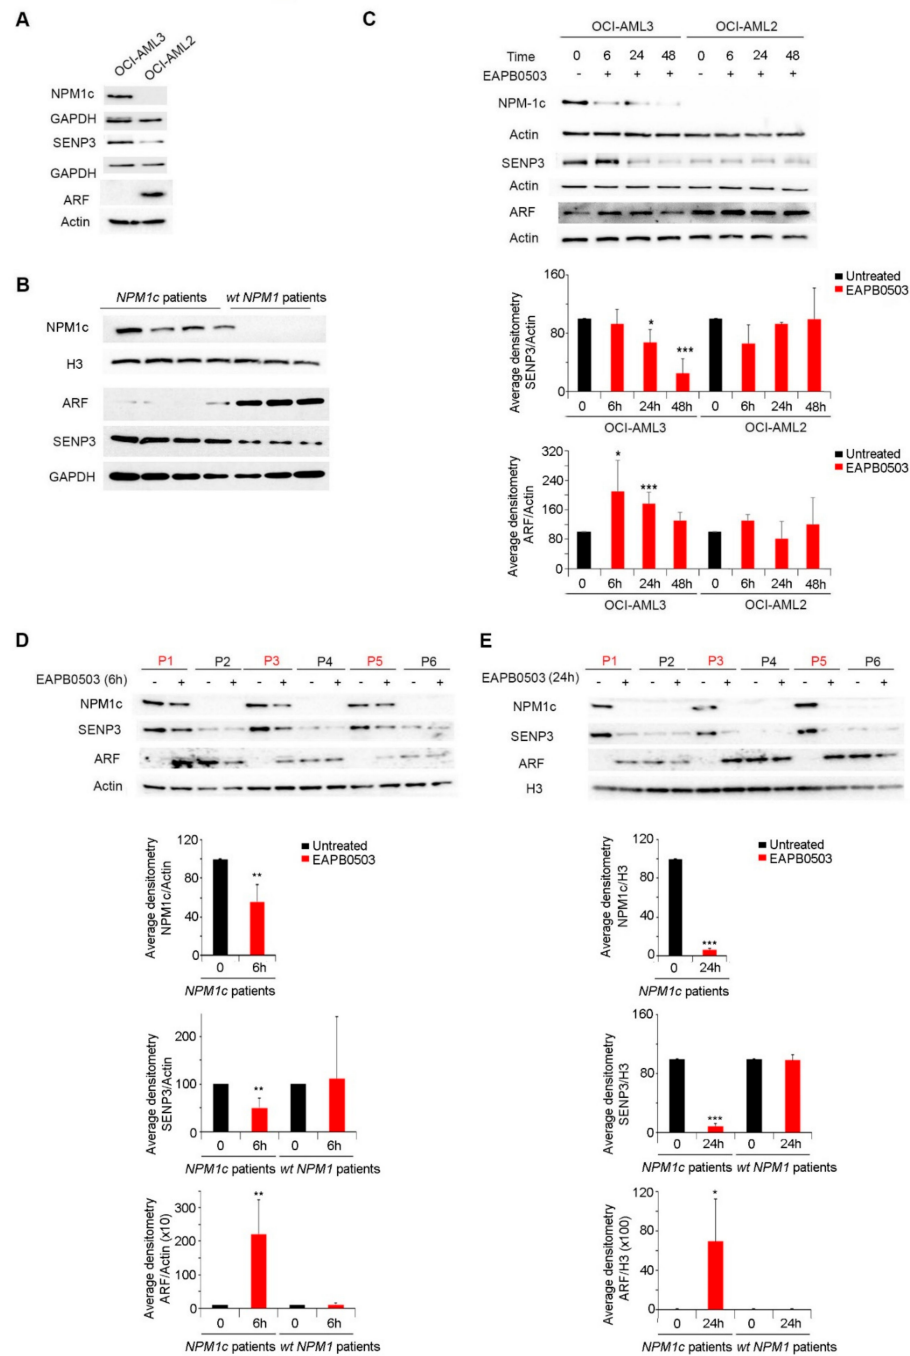 A
OCI-AML3
OCI-AML2
NPM1c
GAPDH
SENP3
GAPDH
ARF
Actin
B
NPM1c patients wt NPM1 patients
NPM1c
H3
ARF
SENP3
GAPDH
C
OCI-AML3 OCI-AML2
Time 0 6 24 48 0 6 24 48
EAPB0503 - + + + - + + +
NPM-1c
Actin
SENP3
Actin
ARF
Actin
Average densitometry
SENP3/Actin
160
80
0
Untreated
EAPB0503
* ***
0 6h 24h 48h 0 6h 24h 48h
OCI-AML3 OCI-AML2
Average densitometry
ARF/Actin
320
240
160
80
0
Untreated
EAPB0503
* ***
0 6h 24h 48h 0 6h 24h 48h
OCI-AML3 OCI-AML2
D
P1 P2 P3 P4 P5 P6
EAPB0503 (6h) - + - + - + - + - + - +
NPM1c
SENP3
ARF
Actin
Average densitometry
NPM1c/Actin
120
80
40
0
Untreated
EAPB0503
**
0 6h
NPM1c patients
Average densitometry
SENP3/Actin
200
100
0
**
0 6h 0 6h
NPM1c patients wt NPM1 patients
Average densitometry
ARF/Actin (x10)
300
200
100
0
**
0 6h 0 6h
NPM1c patients wt NPM1 patients
E
P1 P2 P3 P4 P5 P6
EAPB0503 (24h) - + - + - + - + - + - +
NPM1c
SENP3
ARF
H3
Average densitometry
NPM1c/H3
120
80
40
0
Untreated
EAPB0503
***
0 24h
NPM1c patients
Average densitometry
SENP3/H3
160
80
0
***
0 24h 0 24h
NPM1c patients wt NPM1 patients
Average densitometry
ARF/H3 (x100)
120
80
40
0
*
0 24h 0 24h
NPM1c patients wt NPM1 patients